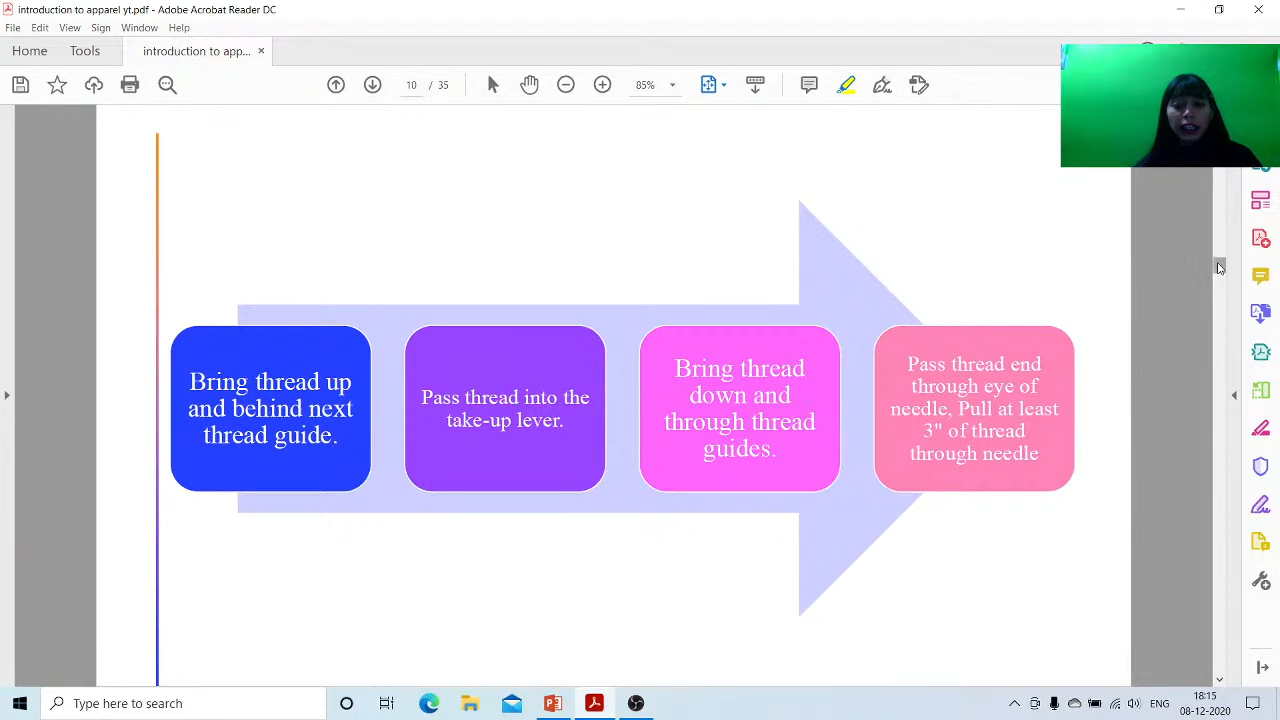 introduction to apparel yt.pdf - Adobe Acrobat Reader DC
File Edit View Sign Window Help
Home Tools introduction to app... ×
10 / 35 85%
Bring thread up
and behind next
thread guide.
Pass thread into the
take-up lever.
Bring thread
down and
through thread
guides.
Pass thread end
through eye of
needle, Pull at least
3" of thread
through needle
Type here to search
ENG
18:15
08-12-2020